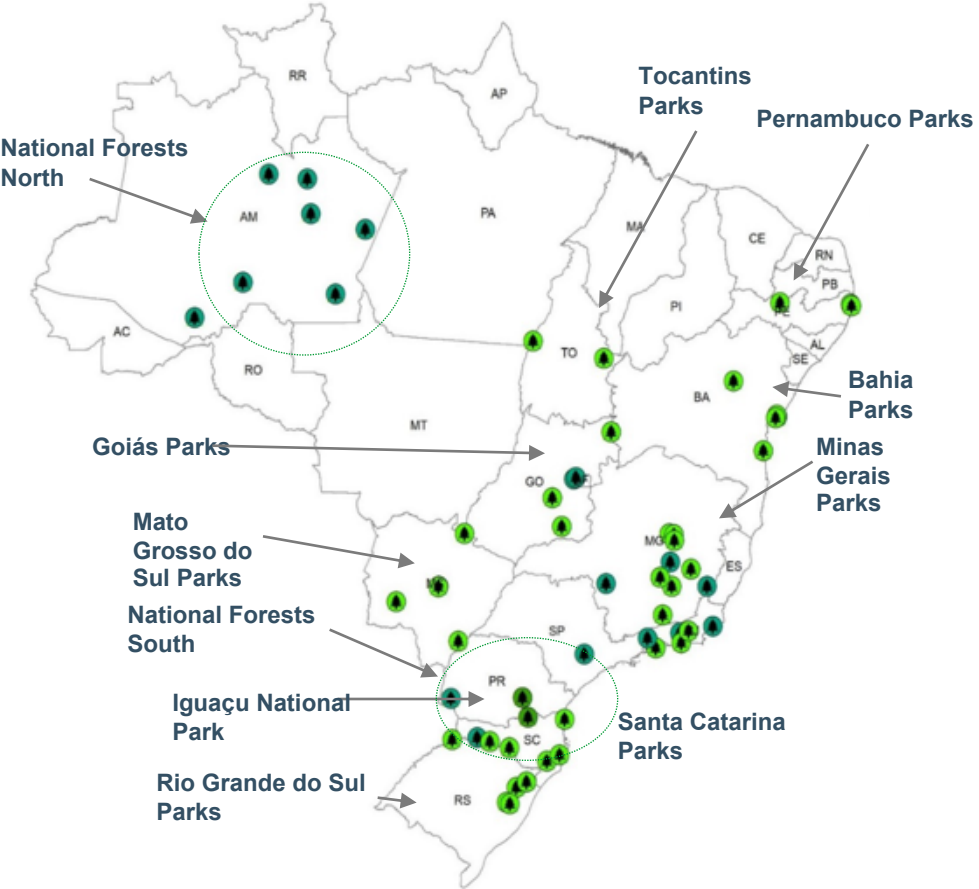 RR
AP
Tocantins
Parks
Pernambuco Parks
National Forests
North
AM
PA
MA
CE
RN
PB
PI
AC
TO
AL
SE
RO
BA
Bahia
Parks
MT
Goiás Parks
Minas
Gerais
Parks
GO
Mato
Grosso do
Sul Parks
MG
ES
National Forests
South
SP
PR
Iguaçu National
Park
Santa Catarina
Parks
SC
Rio Grande do Sul
Parks
RS